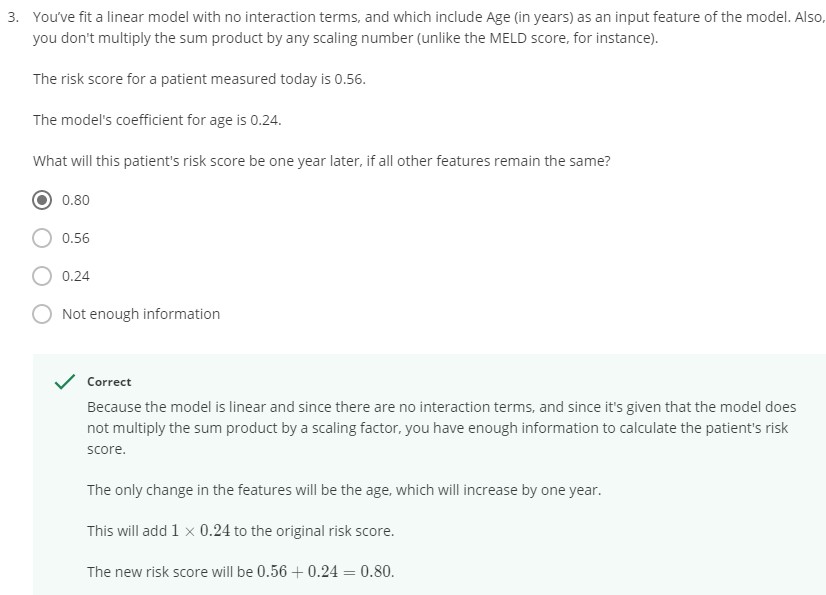 3. You've fit a linear model with no interaction terms, and which include Age (in years) as an input feature of the model. Also,
you don't multiply the sum product by any scaling number (unlike the MELD score, for instance).
The risk score for a patient measured today is 0.56.
The model's coefficient for age is 0.24.
What will this patient's risk score be one year later, if all other features remain the same?
0.80
0.56
0.24
Not enough information
Correct
Because the model is linear and since there are no interaction terms, and since it's given that the model does
not multiply the sum product by a scaling factor, you have enough information to calculate the patient's risk
score.
The only change in the features will be the age, which will increase by one year.
This will add 1 × 0.24 to the original risk score.
The new risk score will be 0.56 + 0.24 = 0.80.